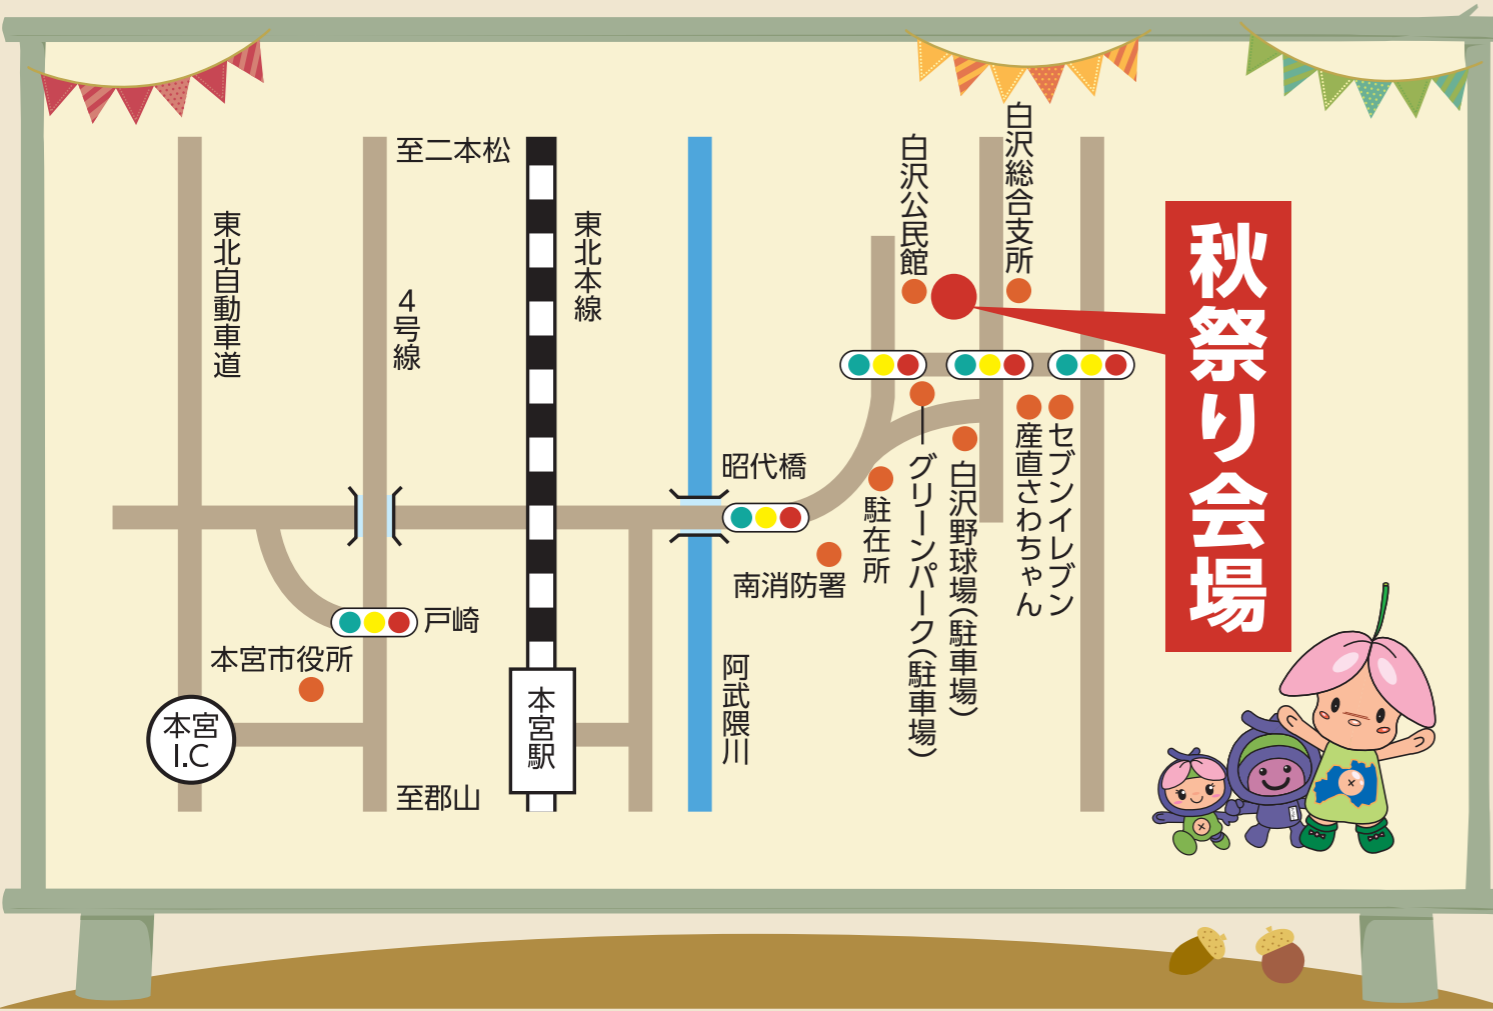 至二本松
東北自動車道
4号線
東北本線
白沢公民館
白沢総合支所
秋祭り会場
昭代橋
南消防署
駐在所
グリーンパーク(駐車場)
白沢野球場(駐車場)
産直さわちゃん
セブンイレブン
戸崎
本宮市役所
本宮
I.C
本宮駅
阿武隈川
至郡山